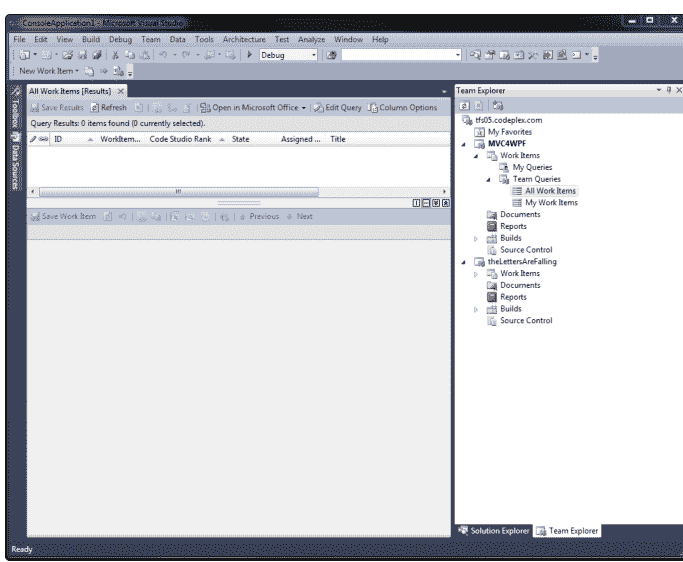 ConsoleApplication1 - Microsoft Visual Studio
File Edit View Build Debug Team Data Tools Architecture Test Analyze Window Help
Debug
New Work Item
Toolbox
Data Sources
All Work Items [Results]
Save Results Refresh Open in Microsoft Office Edit Query Column Options
Query Results: 0 items found (0 currently selected).
ID WorkItem... Code Studio Rank State Assigned ... Title
Save Work Item Previous Next
Team Explorer
tfs05.codeplex.com
My Favorites
MVC4WPF
Work Items
My Queries
Team Queries
All Work Items
My Work Items
Documents
Reports
Builds
Source Control
theLettersAreFalling
Work Items
Documents
Reports
Builds
Source Control
Solution Explorer Team Explorer
Ready